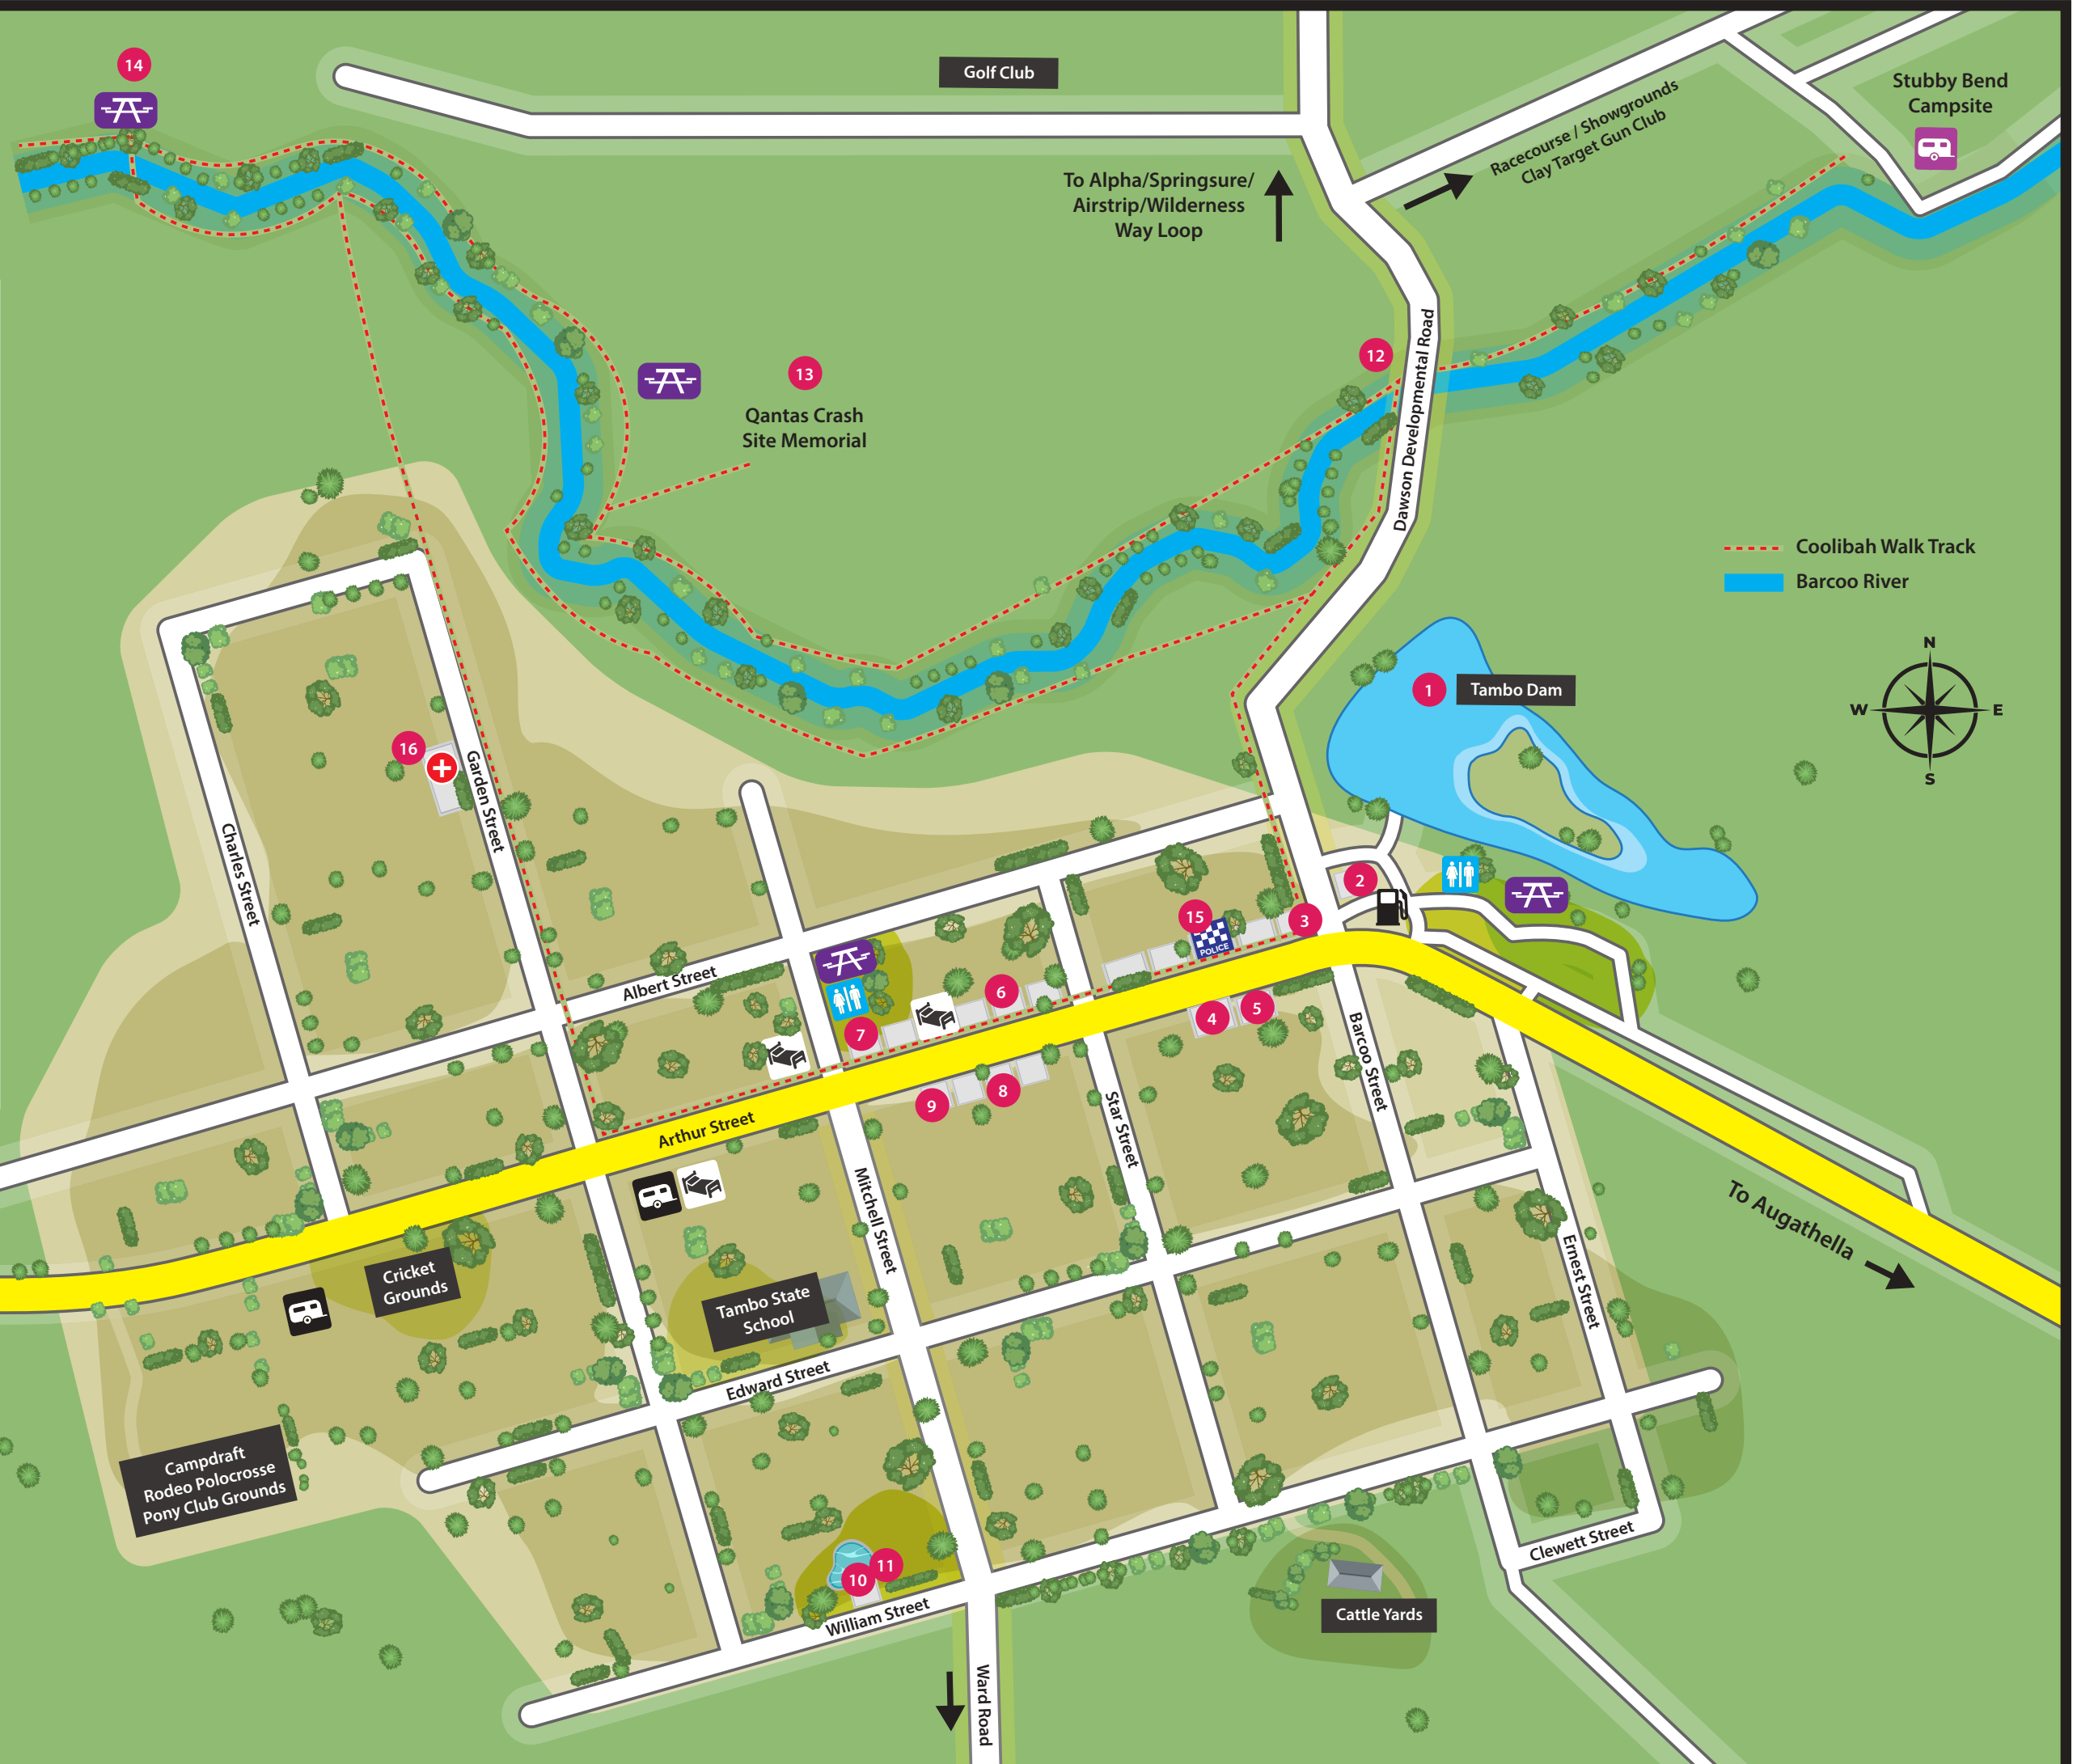 14
Golf Club
Stubby Bend
Campsite
Racecourse / Showgrounds
Clay Target Gun Club
To Alpha/Springsure/
Airstrip/Wilderness
Way Loop
12
13
Qantas Crash
Site Memorial
Dawson Developmental Road
Coolibah Walk Track
Barcoo River
N
W
E
S
1
Tambo Dam
16
Garden Street
Charles Street
2
15
POLICE
3
Albert Street
6
7
4
5
Barcoo Street
9
8
Star Street
Arthur Street
Mitchell Street
To Augathella
Ernest Street
Cricket
Grounds
Tambo State
School
Edward Street
Campdraft
Rodeo Polocrosse
Pony Club Grounds
11
10
William Street
Clewett Street
Cattle Yards
Ward Road